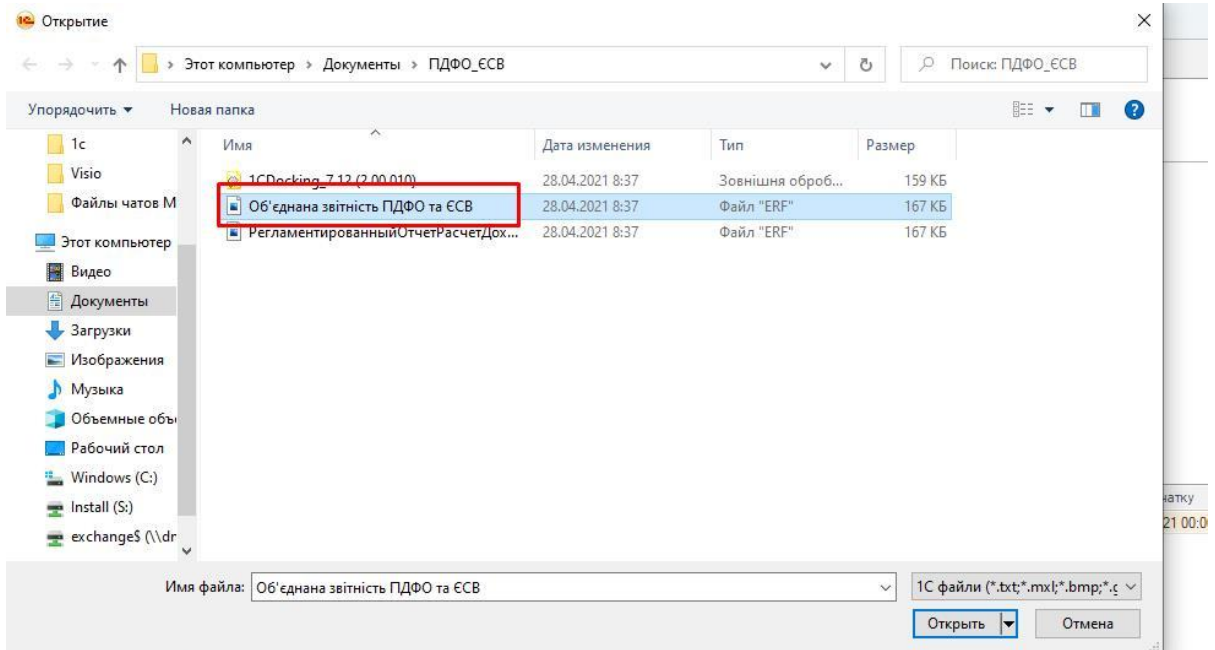 1С Открытие
Этот компьютер > Документы > ПДФО_ЄСВ
Поиск: ПДФО_ЄСВ
Упорядочить Новая папка
Имя Дата изменения Тип Размер
1CDocking_7.12 (2.00.010) 28.04.2021 8:37 Зовнішня оброб... 159 КБ
Об'єднана звітність ПДФО та ЄСВ 28.04.2021 8:37 Файл "ERF" 167 КБ
РегламентированныйОтчетРасчетДох... 28.04.2021 8:37 Файл "ERF" 167 КБ
1c
Visio
Файлы чатов М
Этот компьютер
Видео
Документы
Загрузки
Изображения
Музыка
Объемные объ
Рабочий стол
Windows (C:)
Install (S:)
exchange$ (\\dr
чатку
21 00:0
Имя файла: Об'єднана звітність ПДФО та ЄСВ
1С файли (*.txt;*.mxl;*.bmp;*.g
Открыть Отмена